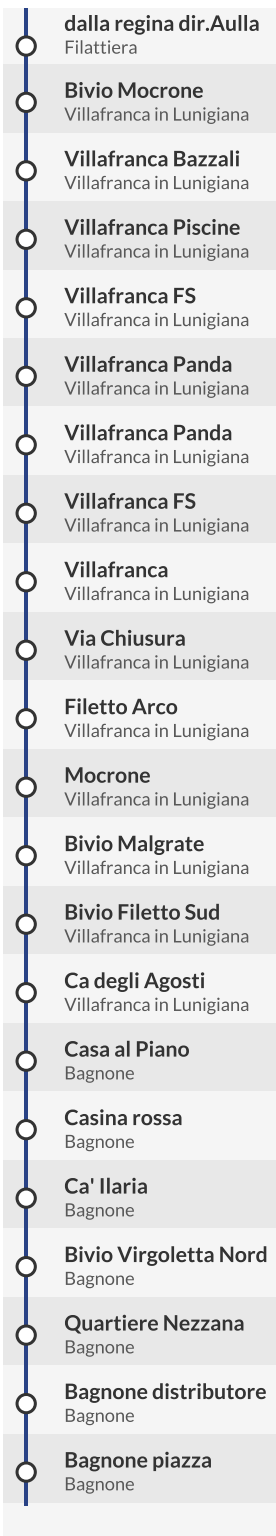 dalla regina dir.Aulla
Filattiera
Bivio Mocrone
Villafranca in Lunigiana
Villafranca Bazzali
Villafranca in Lunigiana
Villafranca Piscine
Villafranca in Lunigiana
Villafranca FS
Villafranca in Lunigiana
Villafranca Panda
Villafranca in Lunigiana
Villafranca Panda
Villafranca in Lunigiana
Villafranca FS
Villafranca in Lunigiana
Villafranca
Villafranca in Lunigiana
Via Chiusura
Villafranca in Lunigiana
Filetto Arco
Villafranca in Lunigiana
Mocrone
Villafranca in Lunigiana
Bivio Malgrate
Villafranca in Lunigiana
Bivio Filetto Sud
Villafranca in Lunigiana
Ca degli Agosti
Villafranca in Lunigiana
Casa al Piano
Bagnone
Casina rossa
Bagnone
Ca' Ilaria
Bagnone
Bivio Virgoletta Nord
Bagnone
Quartiere Nezzana
Bagnone
Bagnone distributore
Bagnone
Bagnone piazza
Bagnone